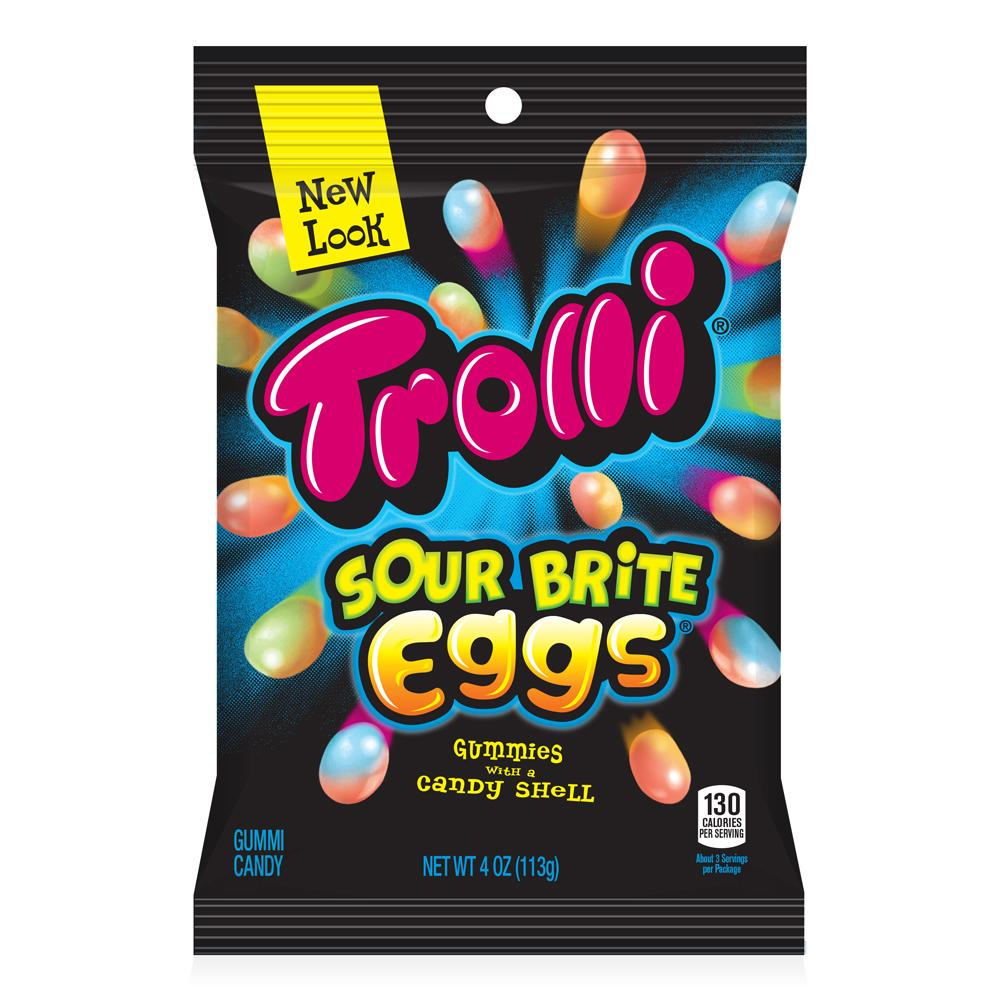 New
Look
Trolli®
SOUR BRiTE
Eggs®
Gummies
with a
candy shell
130
CALORIES
PER SERVING
About 3 Servings
per Package
GUMMI
CANDY
NET WT 4 OZ (113g)